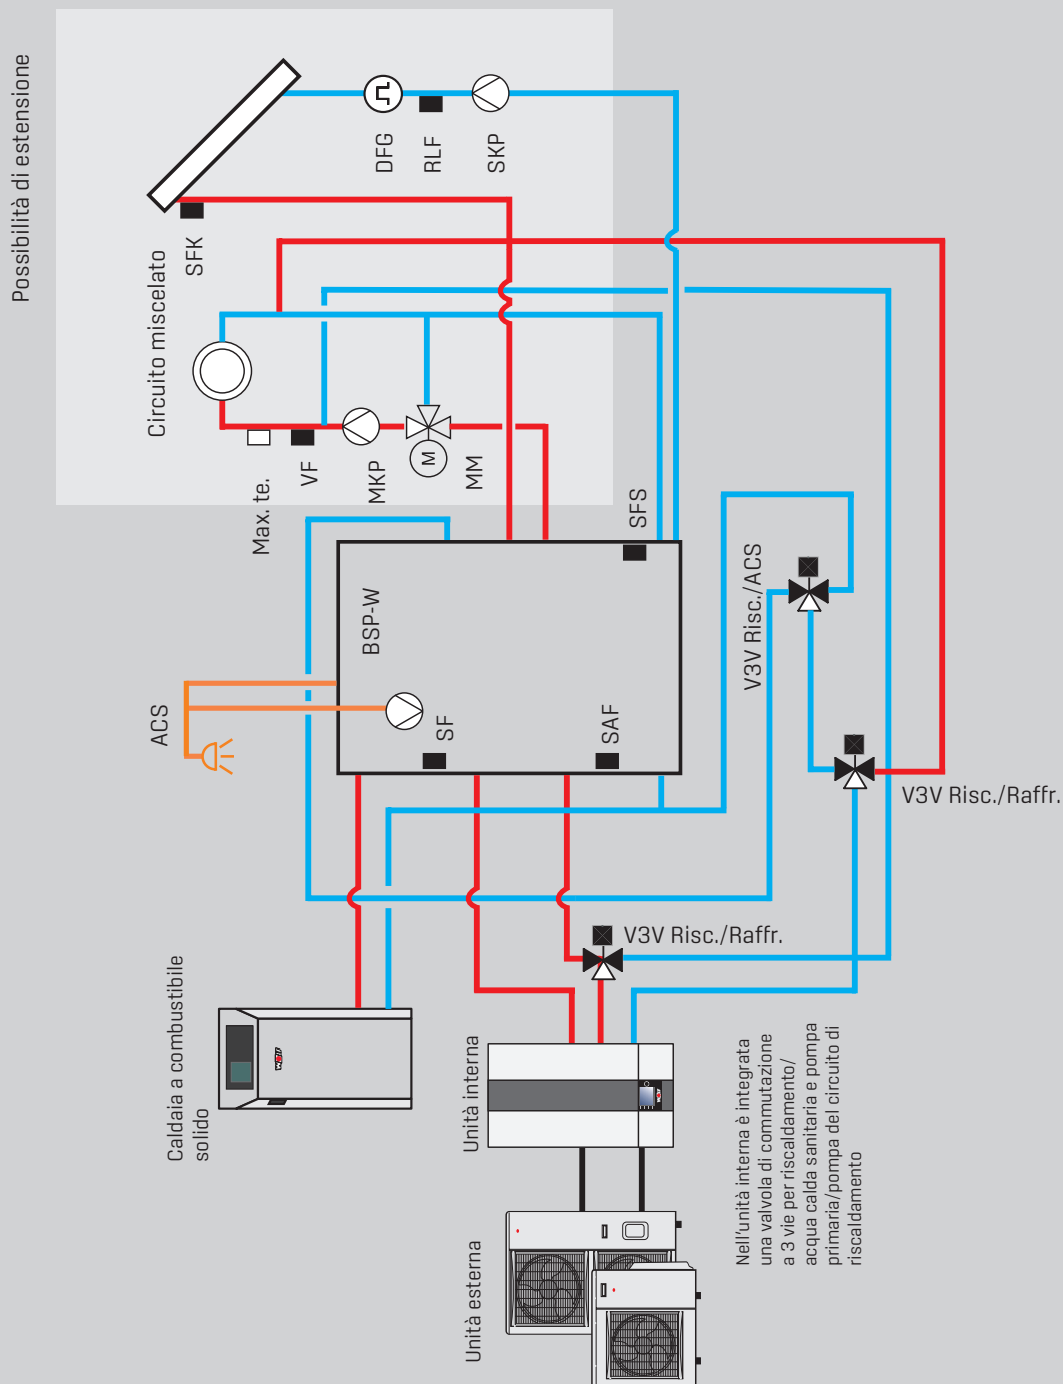 Possibilità di estensione
DFG
RLF
SKP
SFK
Circuito miscelato
Max. te.
VF
MKP
M
MM
SFS
BSP-W
ACS
SF
SAF
V3V Risc./ACS
V3V Risc./Raffr.
V3V Risc./Raffr.
Caldaia a combustibile
solido
Unità interna
Unità esterna
Nell'unità interna è integrata
una valvola di commutazione
a 3 vie per riscaldamento/
acqua calda sanitaria e pompa
primaria/pompa del circuito di
riscaldamento